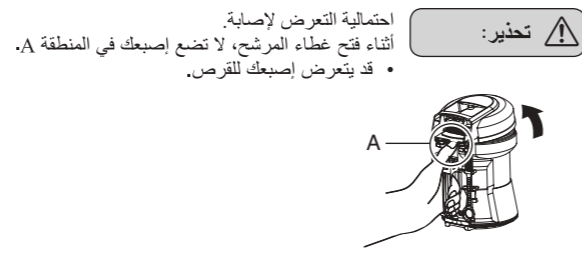 تحذير:
احتمالية التعرض لإصابة.
أثناء فتح غطاء المرشح، لا تضع إصبعك في المنطقة A.
• قد يتعرض إصبعك للقرص.
A